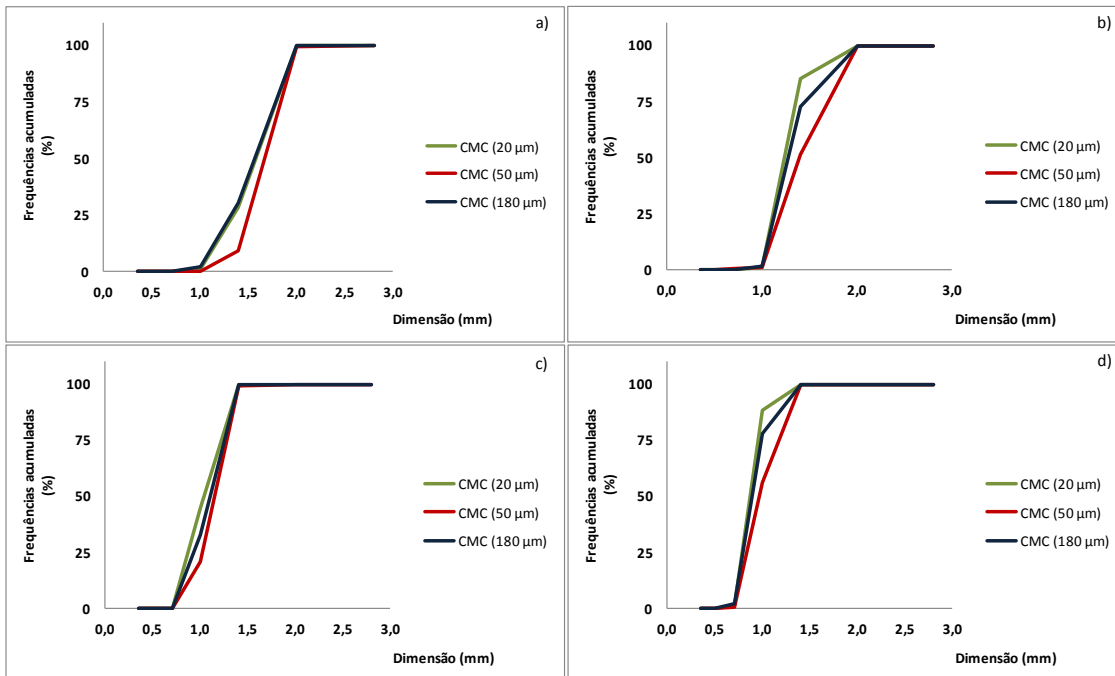 a)
100
75
50
25
0
Frequências acumuladas
(%)
CMC (20 µm)
CMC (50 µm)
CMC (180 µm)
0,0 0,5 1,0 1,5 2,0 2,5 3,0
Dimensão (mm)
b)
100
75
50
25
0
Frequências acumuladas
(%)
CMC (20 µm)
CMC (50 µm)
CMC (180 µm)
0,0 0,5 1,0 1,5 2,0 2,5 3,0
Dimensão (mm)
c)
100
75
50
25
0
Frequências acumuladas
(%)
CMC (20 µm)
CMC (50 µm)
CMC (180 µm)
0,0 0,5 1,0 1,5 2,0 2,5 3,0
Dimensão (mm)
d)
100
75
50
25
0
Frequências acumuladas
(%)
CMC (20 µm)
CMC (50 µm)
CMC (180 µm)
0,0 0,5 1,0 1,5 2,0 2,5 3,0
Dimensão (mm)